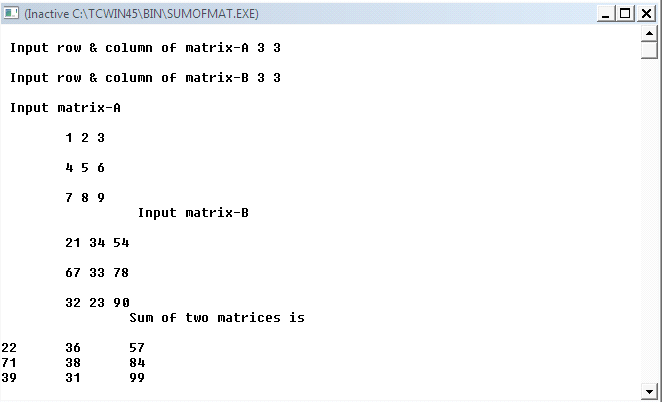 (Inactive C:\TCWIN45\BIN\SUMOFMAT.EXE)
Input row & column of matrix-A 3 3
Input row & column of matrix-B 3 3
Input matrix-A
1 2 3
4 5 6
7 8 9
Input matrix-B
21 34 54
67 33 78
32 23 90
Sum of two matrices is
22 36 57
71 38 84
39 31 99